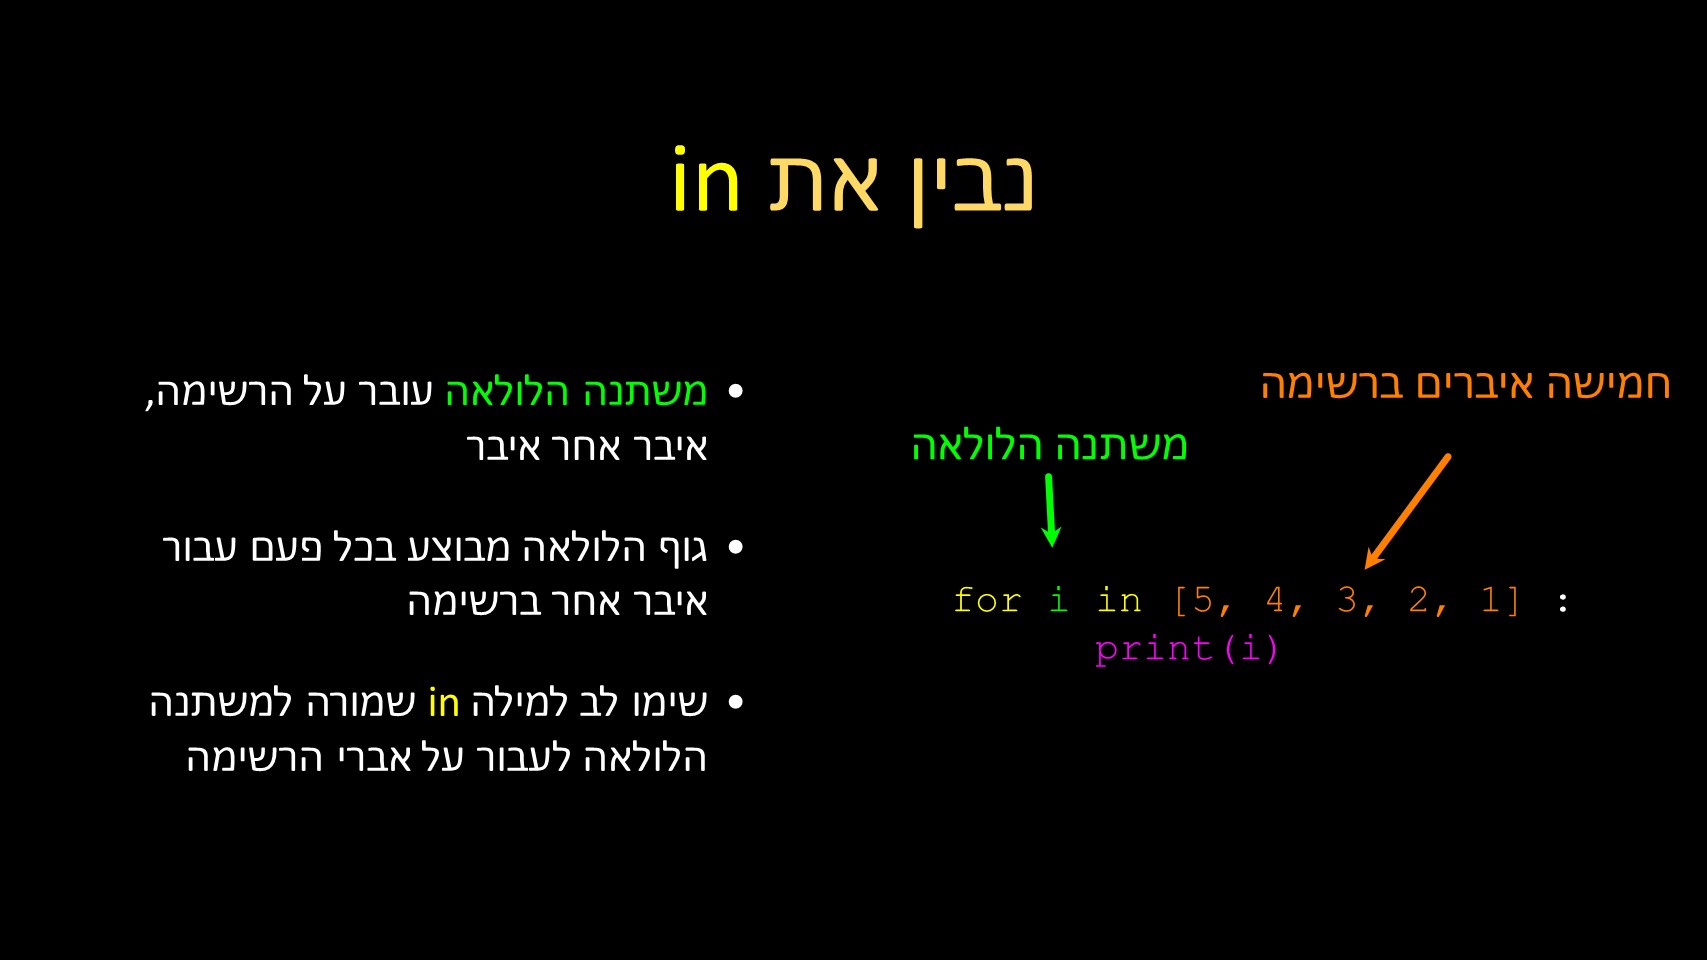 נבין את in
חמישה איברים ברשימה
משתנה הלולאה
for i in [5, 4, 3, 2, 1] :
print(i)
• משתנה הלולאה עובר על הרשימה,
איבר אחר איבר
• גוף הלולאה מבוצע בכל פעם עבור
איבר אחר ברשימה
• שימו לב למילה in שמורה למשתנה
הלולאה לעבור על אברי הרשימה